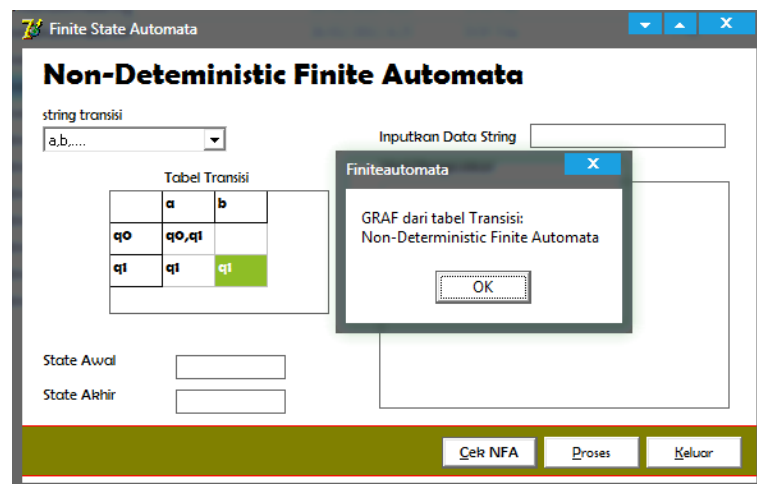 Finite State Automata
Non-Deteministic Finite Automata
string transisi
a,b,....
Inputkan Data String
Tabel Transisi
a b
q0 q0,q1
q1 q1 q1
Finiteautomata
GRAF dari tabel Transisi:
Non-Deterministic Finite Automata
OK
State Awal
State Akhir
Cek NFA Proses Keluar